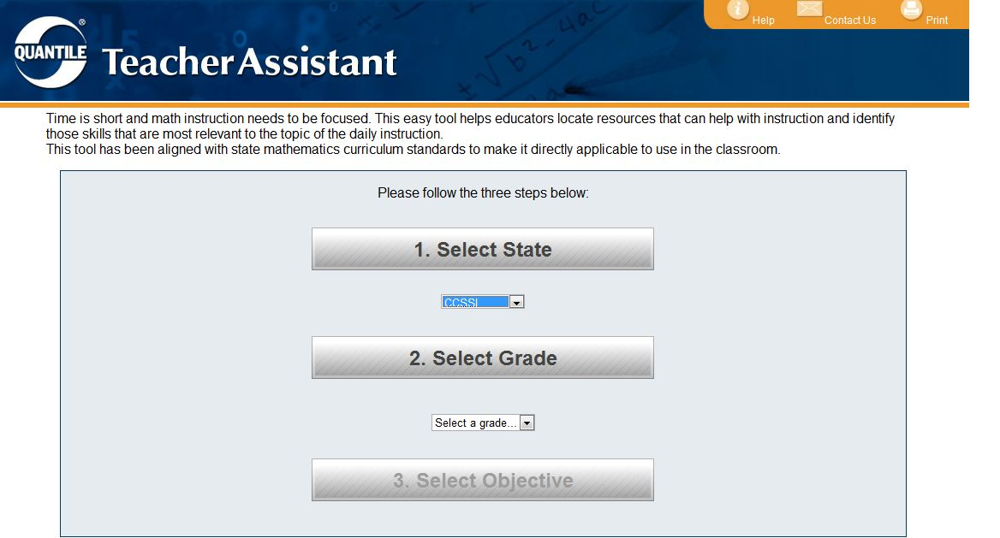 Help Contact Us Print
QUANTILE®
TeacherAssistant
Time is short and math instruction needs to be focused. This easy tool helps educators locate resources that can help with instruction and identify
those skills that are most relevant to the topic of the daily instruction.
This tool has been aligned with state mathematics curriculum standards to make it directly applicable to use in the classroom.
Please follow the three steps below:
1. Select State
CCSSI
2. Select Grade
Select a grade...
3. Select Objective